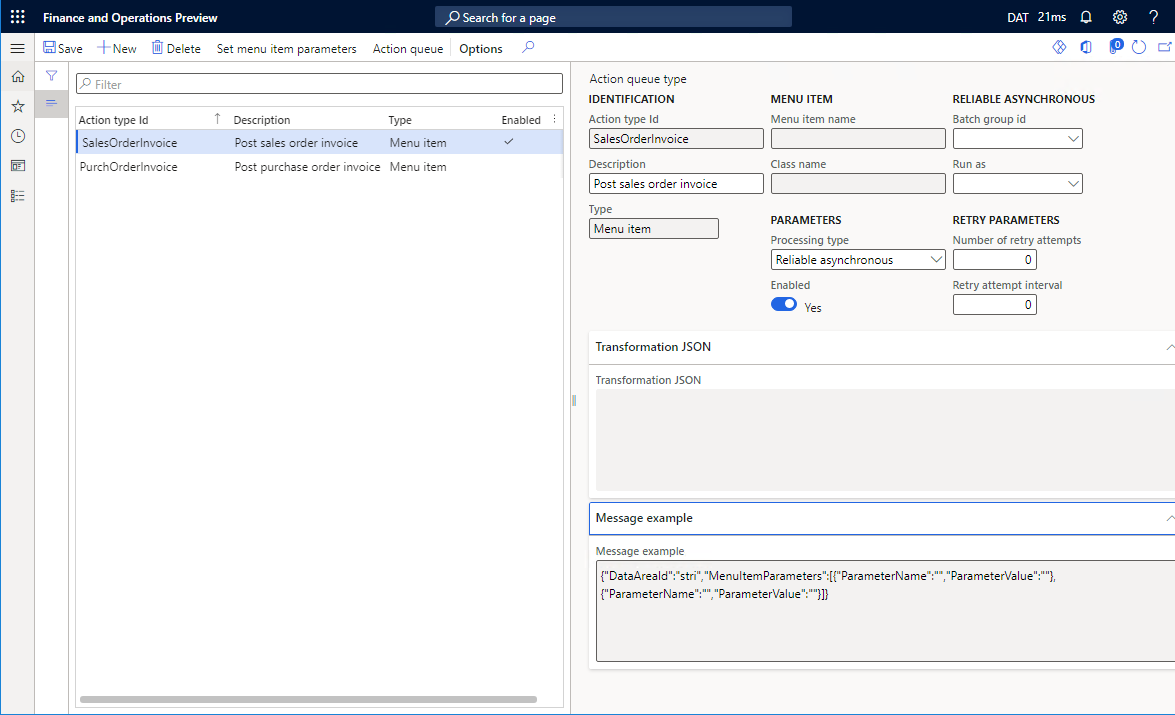 Finance and Operations Preview
Search for a page
DAT 21ms
?
Save
New
Delete
Set menu item parameters
Action queue
Options
0
Filter
Action type Id
Description
Type
Enabled
SalesOrderInvoice
Post sales order invoice
Menu item
PurchOrderInvoice
Post purchase order invoice
Menu item
Action queue type
IDENTIFICATION
Action type Id
SalesOrderInvoice
Description
Post sales order invoice
Type
Menu item
MENU ITEM
Menu item name
Class name
PARAMETERS
Processing type
Reliable asynchronous
Enabled
Yes
RELIABLE ASYNCHRONOUS
Batch group id
Run as
RETRY PARAMETERS
Number of retry attempts
0
Retry attempt interval
0
Transformation JSON
Transformation JSON
Message example
Message example
{"DataAreaId":"stri","MenuItemParameters":[{"ParameterName":"","ParameterValue":""},
{"ParameterName":"","ParameterValue":""}]}